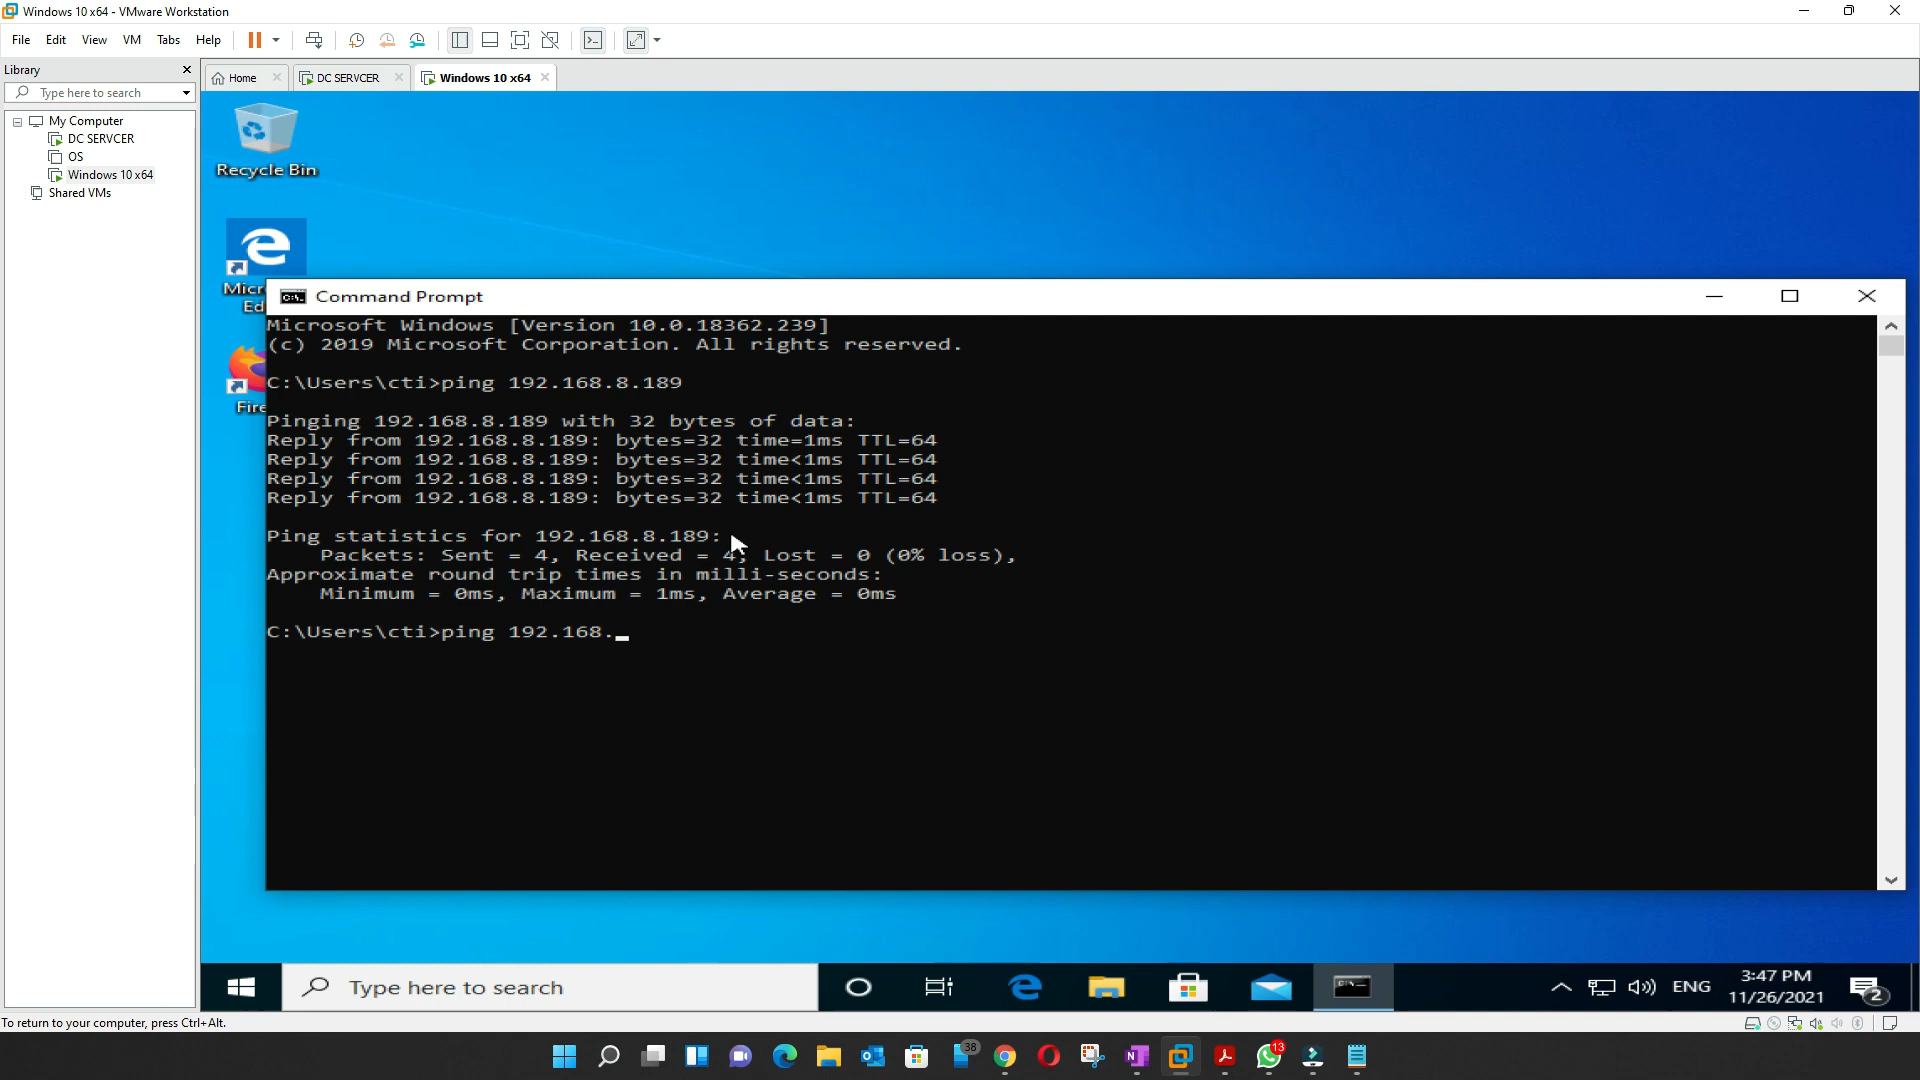 Windows 10 x64 - VMware Workstation
File Edit View VM Tabs Help
Library
Type here to search
My Computer
DC SERVCER
OS
Windows 10 x64
Shared VMs
Home
DC SERVCER
Windows 10 x64
Recycle Bin
Micr
Ed
Fire
Command Prompt
Microsoft Windows [Version 10.0.18362.239]
(c) 2019 Microsoft Corporation. All rights reserved.
C:\Users\cti>ping 192.168.8.189
Pinging 192.168.8.189 with 32 bytes of data:
Reply from 192.168.8.189: bytes=32 time=1ms TTL=64
Reply from 192.168.8.189: bytes=32 time<1ms TTL=64
Reply from 192.168.8.189: bytes=32 time<1ms TTL=64
Reply from 192.168.8.189: bytes=32 time<1ms TTL=64
Ping statistics for 192.168.8.189:
Packets: Sent = 4, Received = 4, Lost = 0 (0% loss),
Approximate round trip times in milli-seconds:
Minimum = 0ms, Maximum = 1ms, Average = 0ms
C:\Users\cti>ping 192.168._
Type here to search
ENG
3:47 PM
11/26/2021
2
To return to your computer, press Ctrl+Alt.
38
13